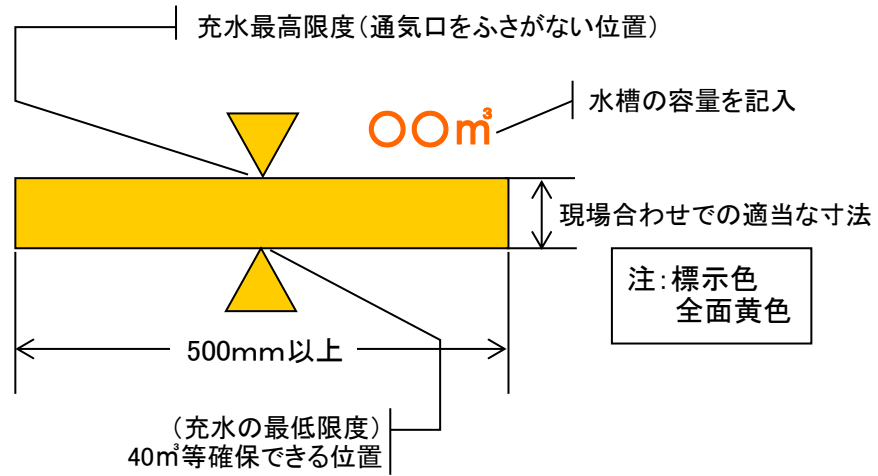 充水最高限度(通気口をふさがない位置)
〇〇㎥
水槽の容量を記入
現場合わせでの適当な寸法
注:標示色
全面黄色
500mm以上
(充水の最低限度)
40㎥等確保できる位置